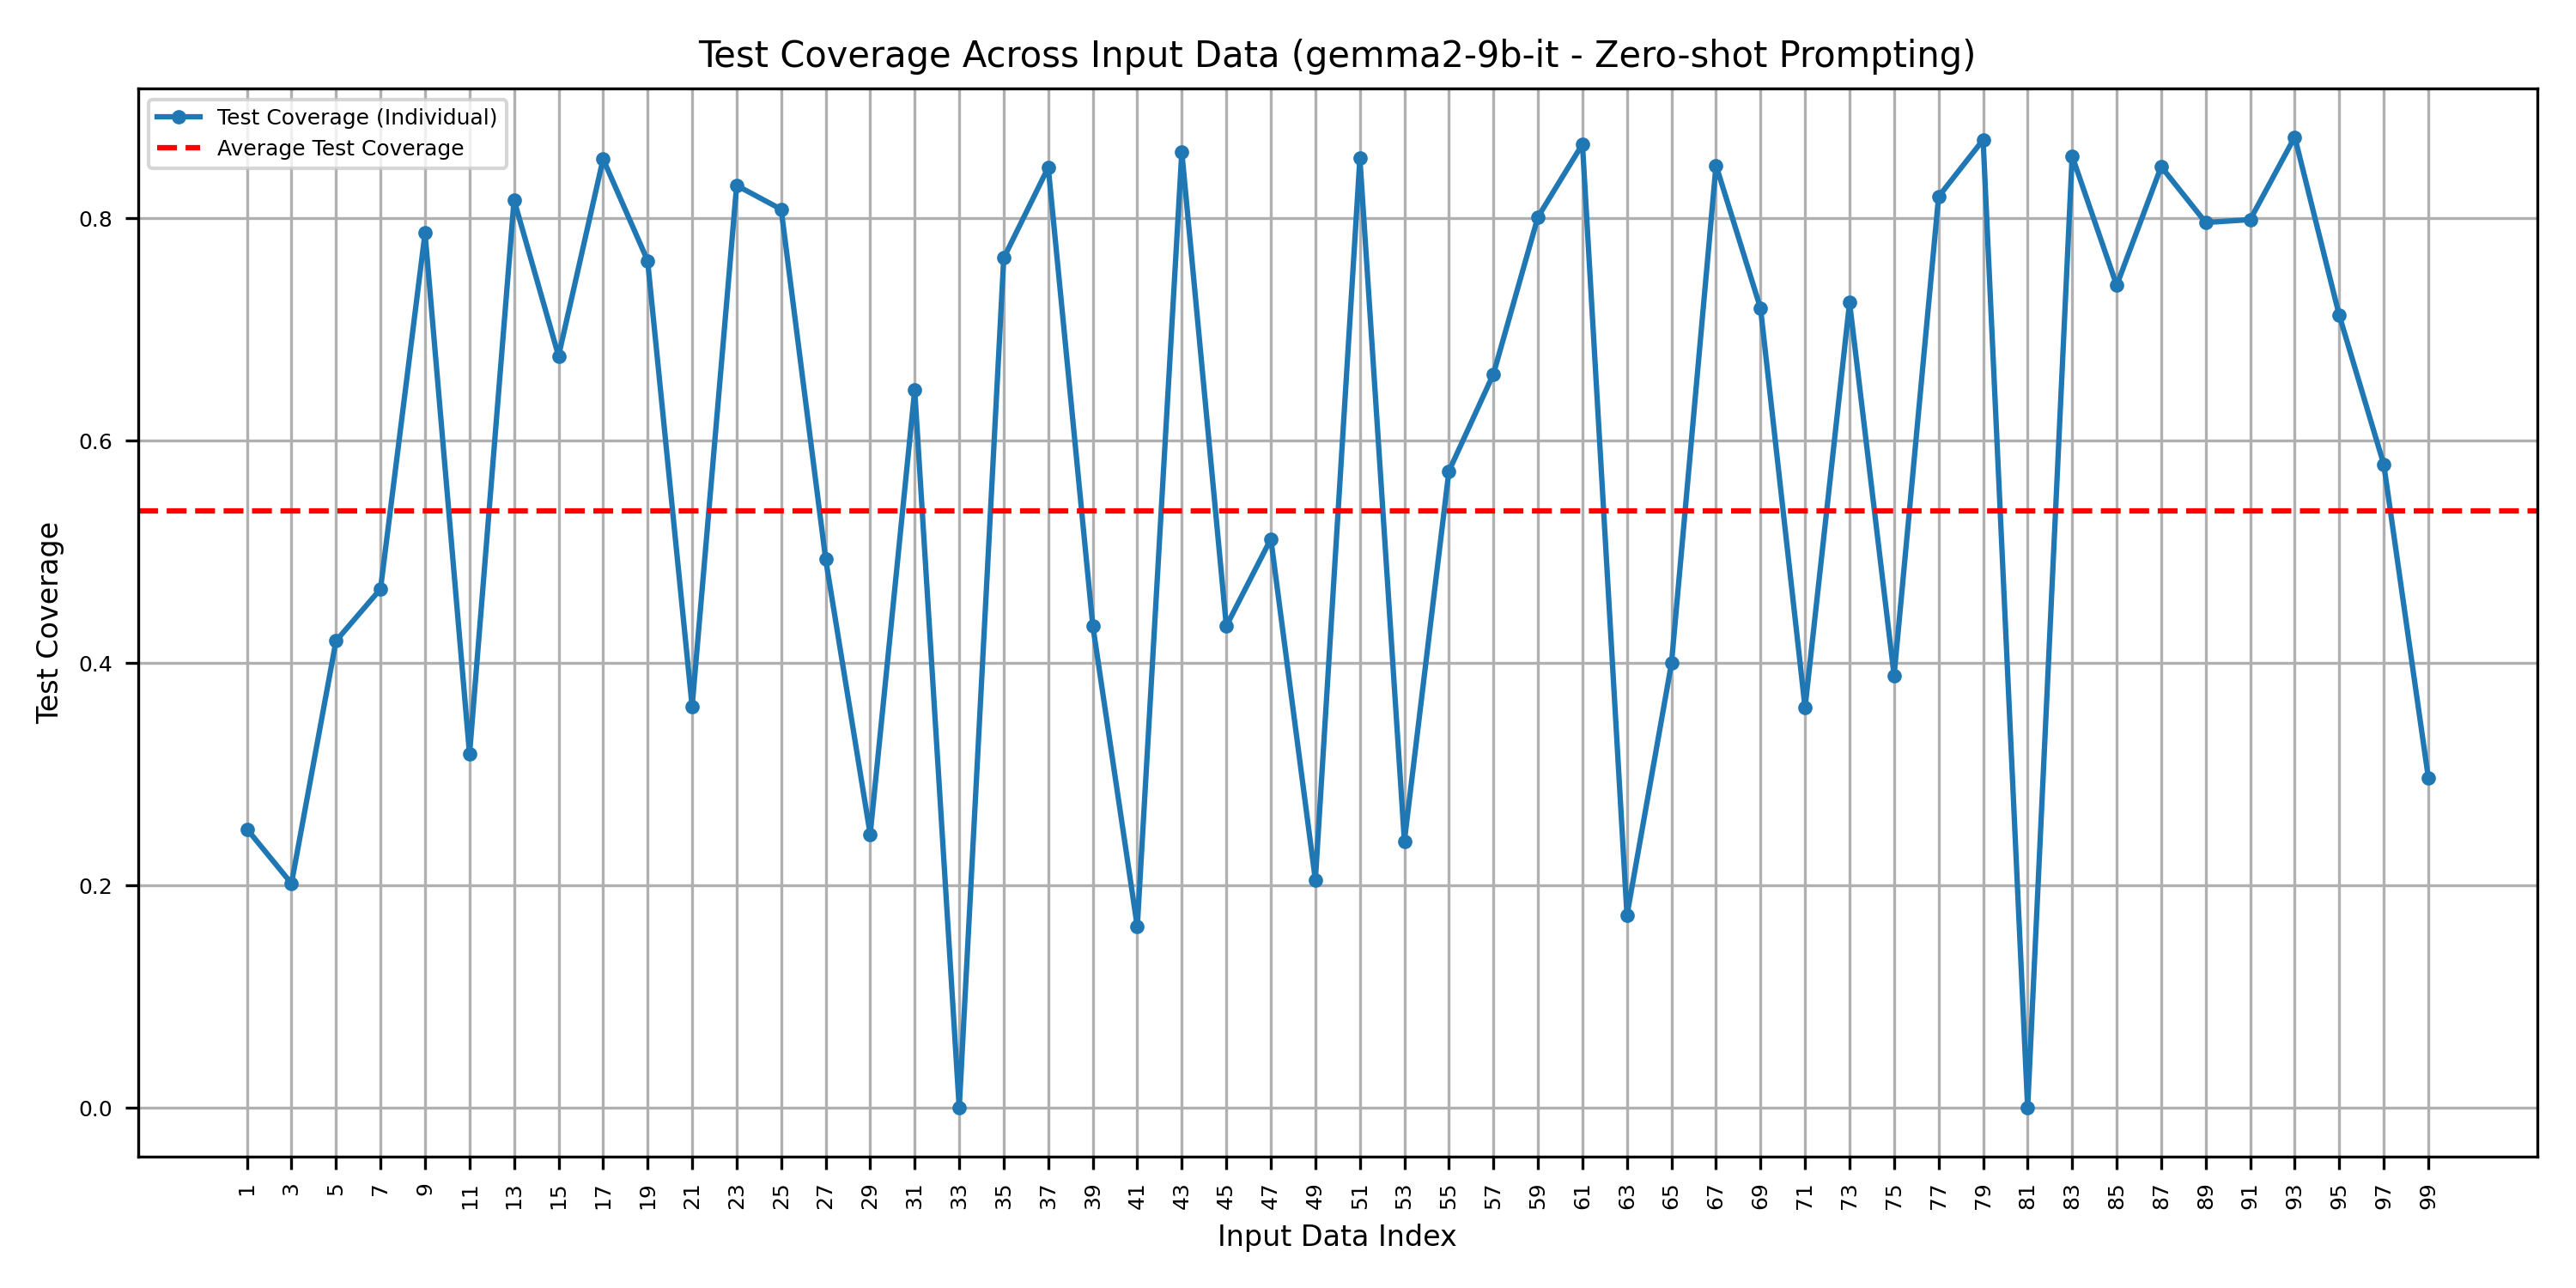 Test Coverage Across Input Data (gemma2-9b-it - Zero-shot Prompting)
Test Coverage (Individual)
Average Test Coverage
Test Coverage
0.8
0.6
0.4
0.2
0.0
1 3 5 7 9 11 13 15 17 19 21 23 25 27 29 31 33 35 37 39 41 43 45 47 49 51 53 55 57 59 61 63 65 67 69 71 73 75 77 79 81 83 85 87 89 91 93 95 97 99
Input Data Index